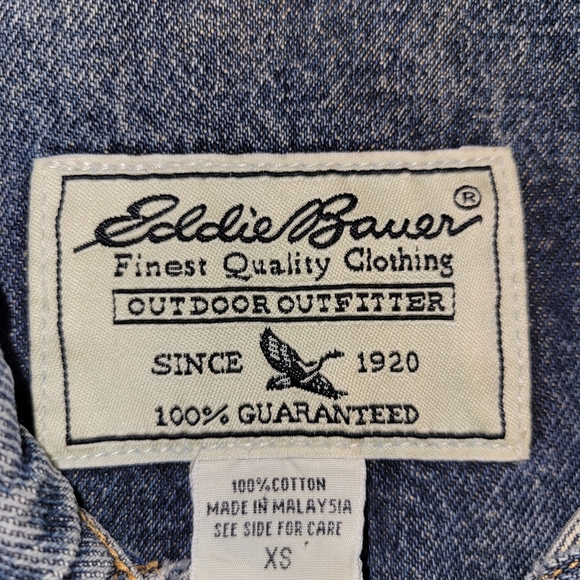 Eddie Bauer®
Finest Quality Clothing
OUTDOOR OUTFITTER
SINCE 1920
100% GUARANTEED
100% COTTON
MADE IN MALAYSIA
SEE SIDE FOR CARE
XS